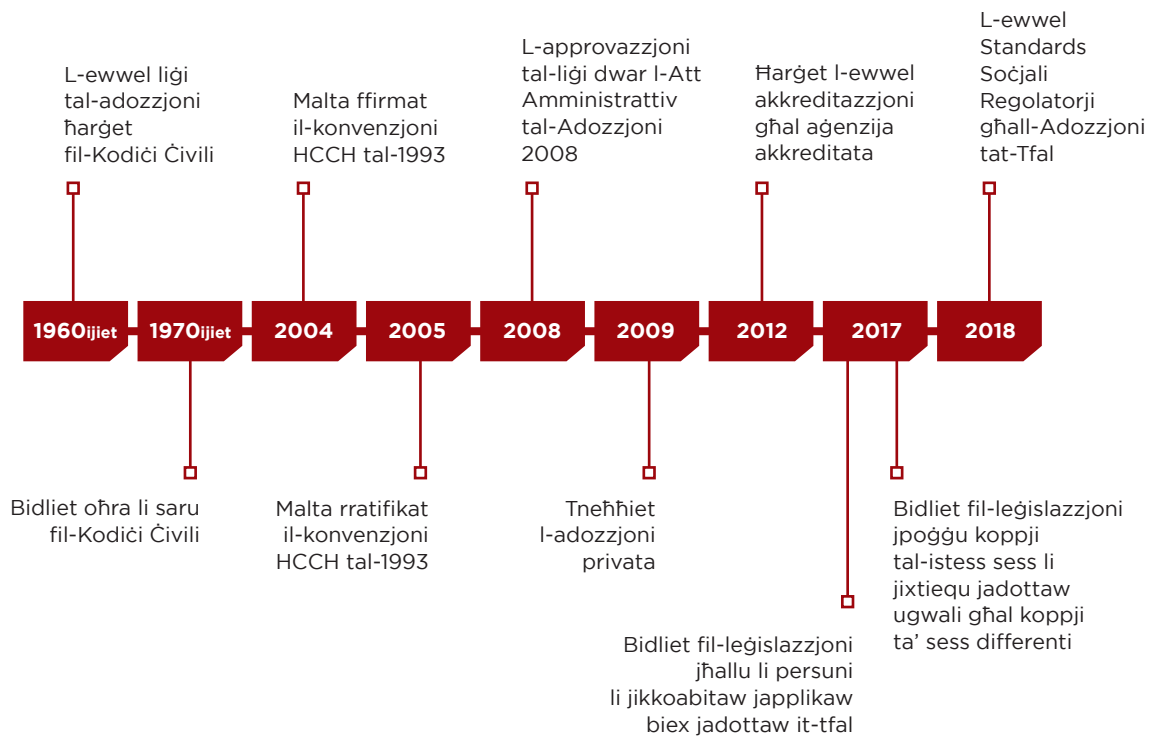 L-ewwel liġi
tal-adozzjoni
ħarġet
fil-Kodiċi Ċivili
Malta ffirmat
il-konvenzjoni
HCCH tal-1993
L-approvazzjoni
tal-liġi dwar l-Att
Amministrattiv
tal-Adozzjoni
2008
Ħarġet l-ewwel
akkreditazzjoni
għal aġenzija
akkreditata
L-ewwel
Standards
Soċjali
Regolatorji
għall-Adozzjoni
tat-Tfal
1960ijiet
1970ijiet
2004
2005
2008
2009
2012
2017
2018
Bidliet oħra li saru
fil-Kodiċi Ċivili
Malta rratifikat
il-konvenzjoni
HCCH tal-1993
Tneħħiet
l-adozzjoni
privata
Bidliet fil-leġislazzjoni
jħallu li persuni
li jikkoabitaw japplikaw
biex jadottaw it-tfal
Bidliet fil-leġislazzjoni
jpoġġu koppji
tal-istess sess li
jixtiequ jadottaw
ugwali għal koppji
ta’ sess differenti